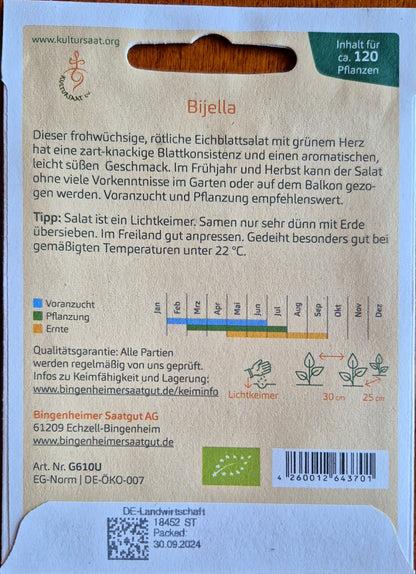 www.kultursaat.org
KULTURSAAT e.V.
Inhalt für
ca. 120
Pflanzen
Bijella
Dieser frohwüchsige, rötliche Eichblattsalat mit grünem Herz
hat eine zart-knackige Blattkonsistenz und einen aromatischen,
leicht süßen Geschmack. Im Frühjahr und Herbst kann der Salat
ohne viele Vorkenntnisse im Garten oder auf dem Balkon gezo-
gen werden. Voranzucht und Pflanzung empfehlenswert.
Tipp: Salat ist ein Lichtkeimer. Samen nur sehr dünn mit Erde
übersieben. Im Freiland gut anpressen. Gedeiht besonders gut bei
gemäßigten Temperaturen unter 22 °C.
Jan Feb Mrz Apr Mai Jun Jul Aug Sep Okt Nov Dez
Voranzucht
Pflanzung
Ernte
Qualitätsgarantie: Alle Partien
werden regelmäßig von uns geprüft.
Infos zu Keimfähigkeit und Lagerung:
www.bingenheimersaatgut.de/keiminfo
Lichtkeimer
30 cm
25 cm
Bingenheimer Saatgut AG
61209 Echzell-Bingenheim
www.bingenheimersaatgut.de
Art. Nr. G610U
EG-Norm | DE-ÖKO-007
4 260012 643701
DE-Landwirtschaft
18452 ST
Packed:
30.09.2024